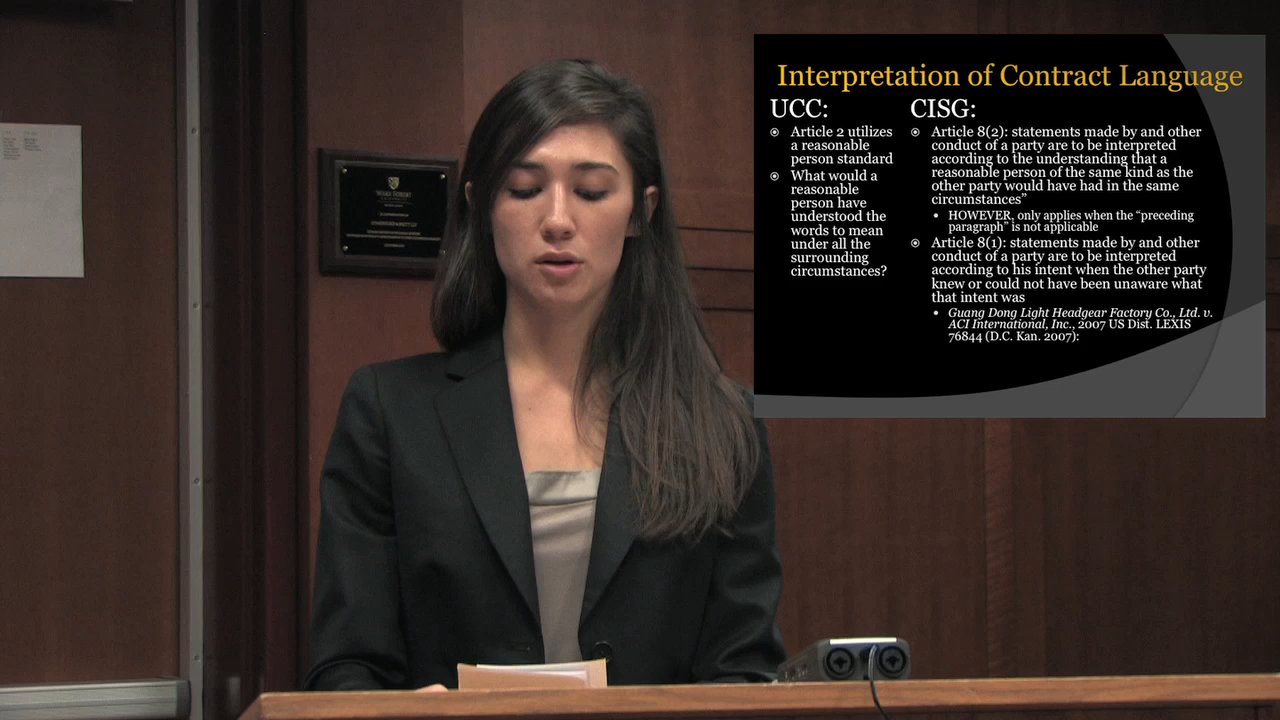 Interpretation of Contract Language
UCC:
Article 2 utilizes
a reasonable
person standard
What would a
reasonable
person have
understood the
words to mean
under all the
surrounding
circumstances?
CISG:
Article 8(2): statements made by and other
conduct of a party are to be interpreted
according to the understanding that a
reasonable person of the same kind as the
other party would have had in the same
circumstances”
HOWEVER, only applies when the “preceding
paragraph” is not applicable
Article 8(1): statements made by and other
conduct of a party are to be interpreted
according to his intent when the other party
knew or could not have been unaware what
that intent was
Guang Dong Light Headgear Factory Co., Ltd. v.
ACI International, Inc., 2007 US Dist. LEXIS
76844 (D.C. Kan. 2007):
WAKE FOREST